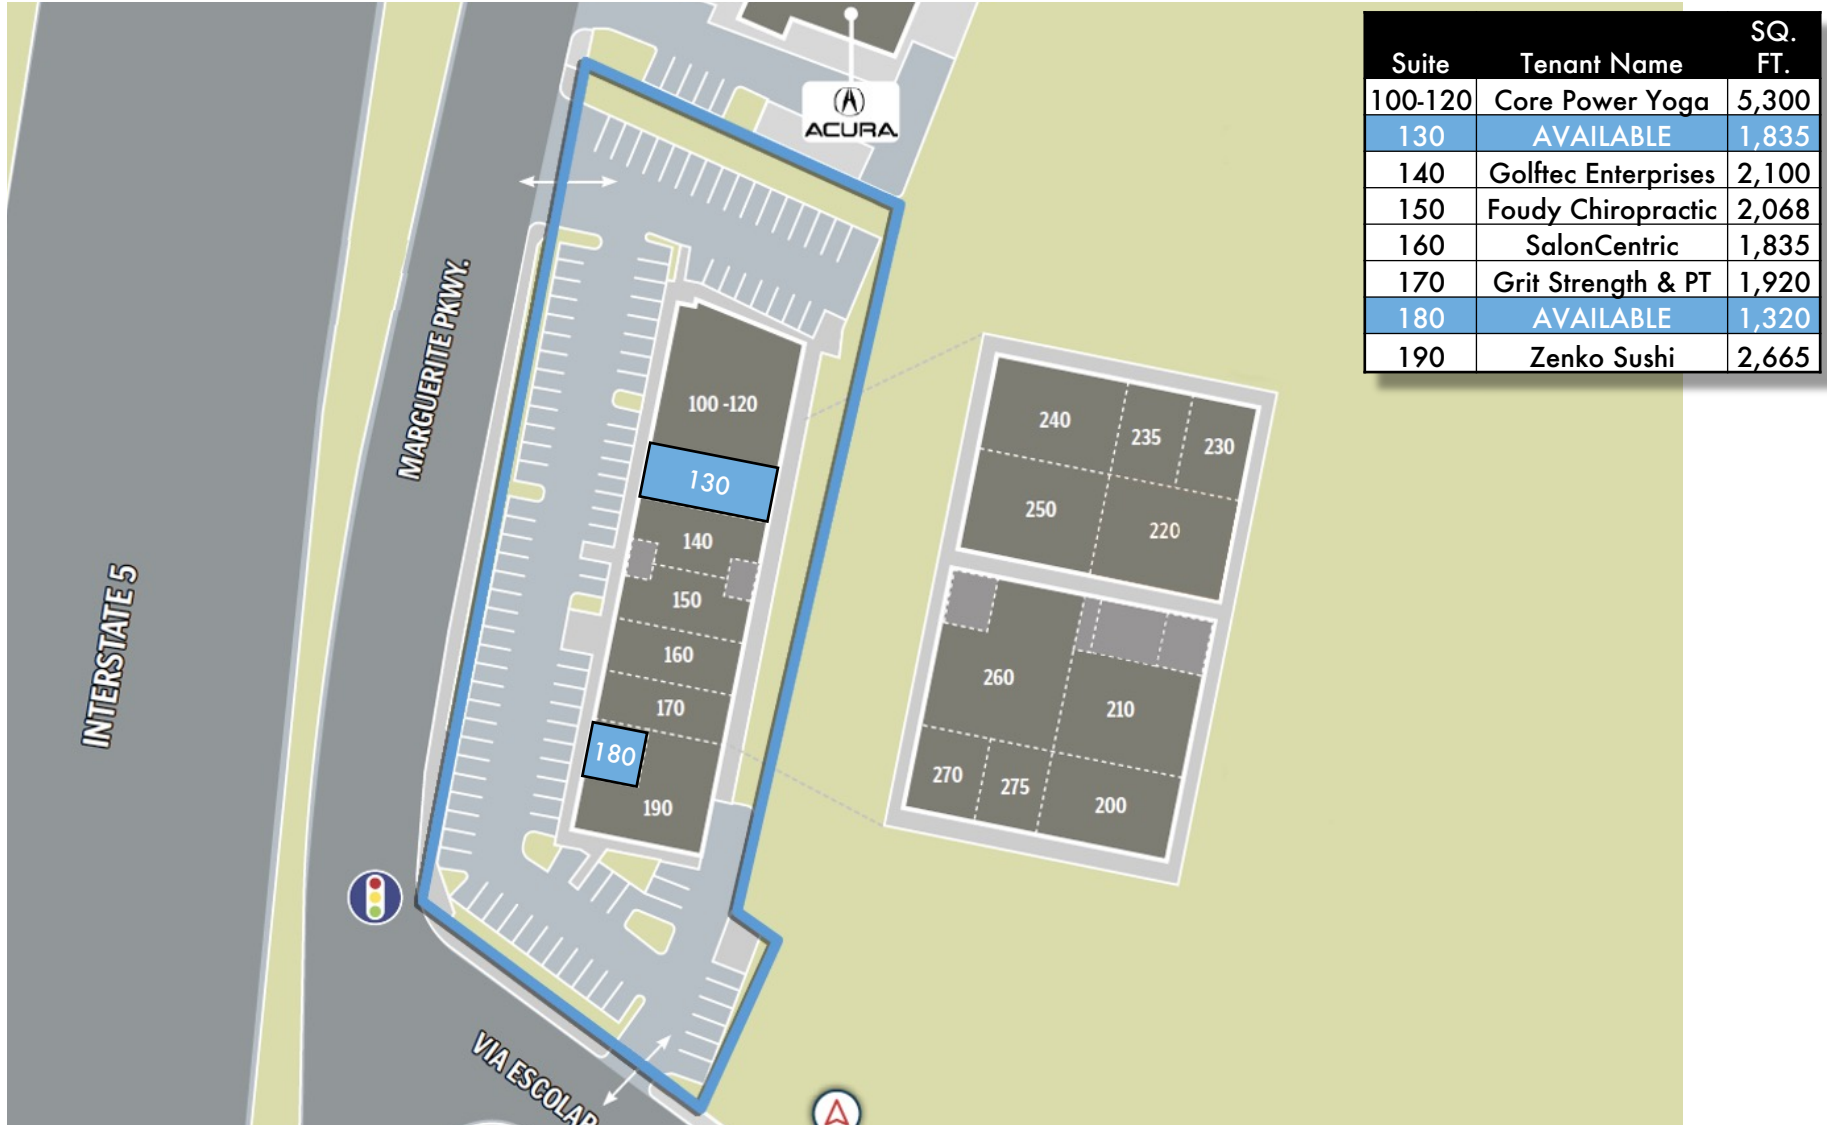 ACURA
SQ.
Suite Tenant Name FT.
100-120 Core Power Yoga 5,300
130 AVAILABLE 1,835
140 Golftec Enterprises 2,100
150 Foudy Chiropractic 2,068
160 SalonCentric 1,835
170 Grit Strength & PT 1,920
180 AVAILABLE 1,320
190 Zenko Sushi 2,665
INTERSTATE 5
MARGUERITE PKWY.
100 -120
130
140
150
160
170
180
190
240
235
230
250
220
260
210
270
275
200
VIA ESCOLAR